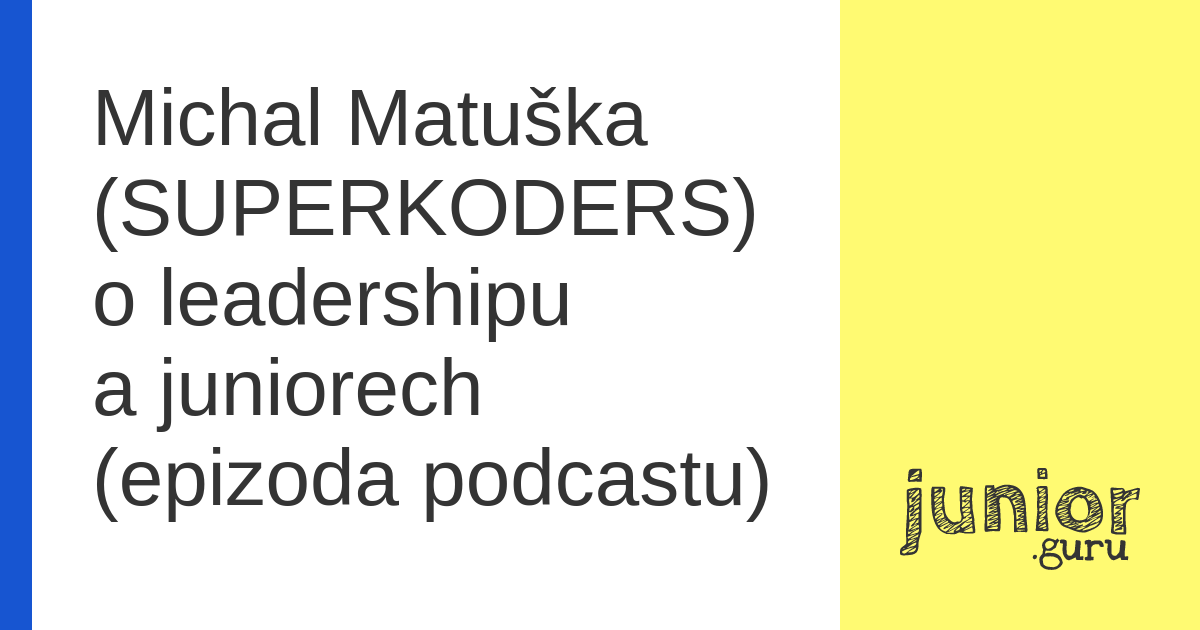 Michal Matuška
(SUPERKODERS)
o leadershipu
a juniorech
(epizoda podcastu)
junior
.guru